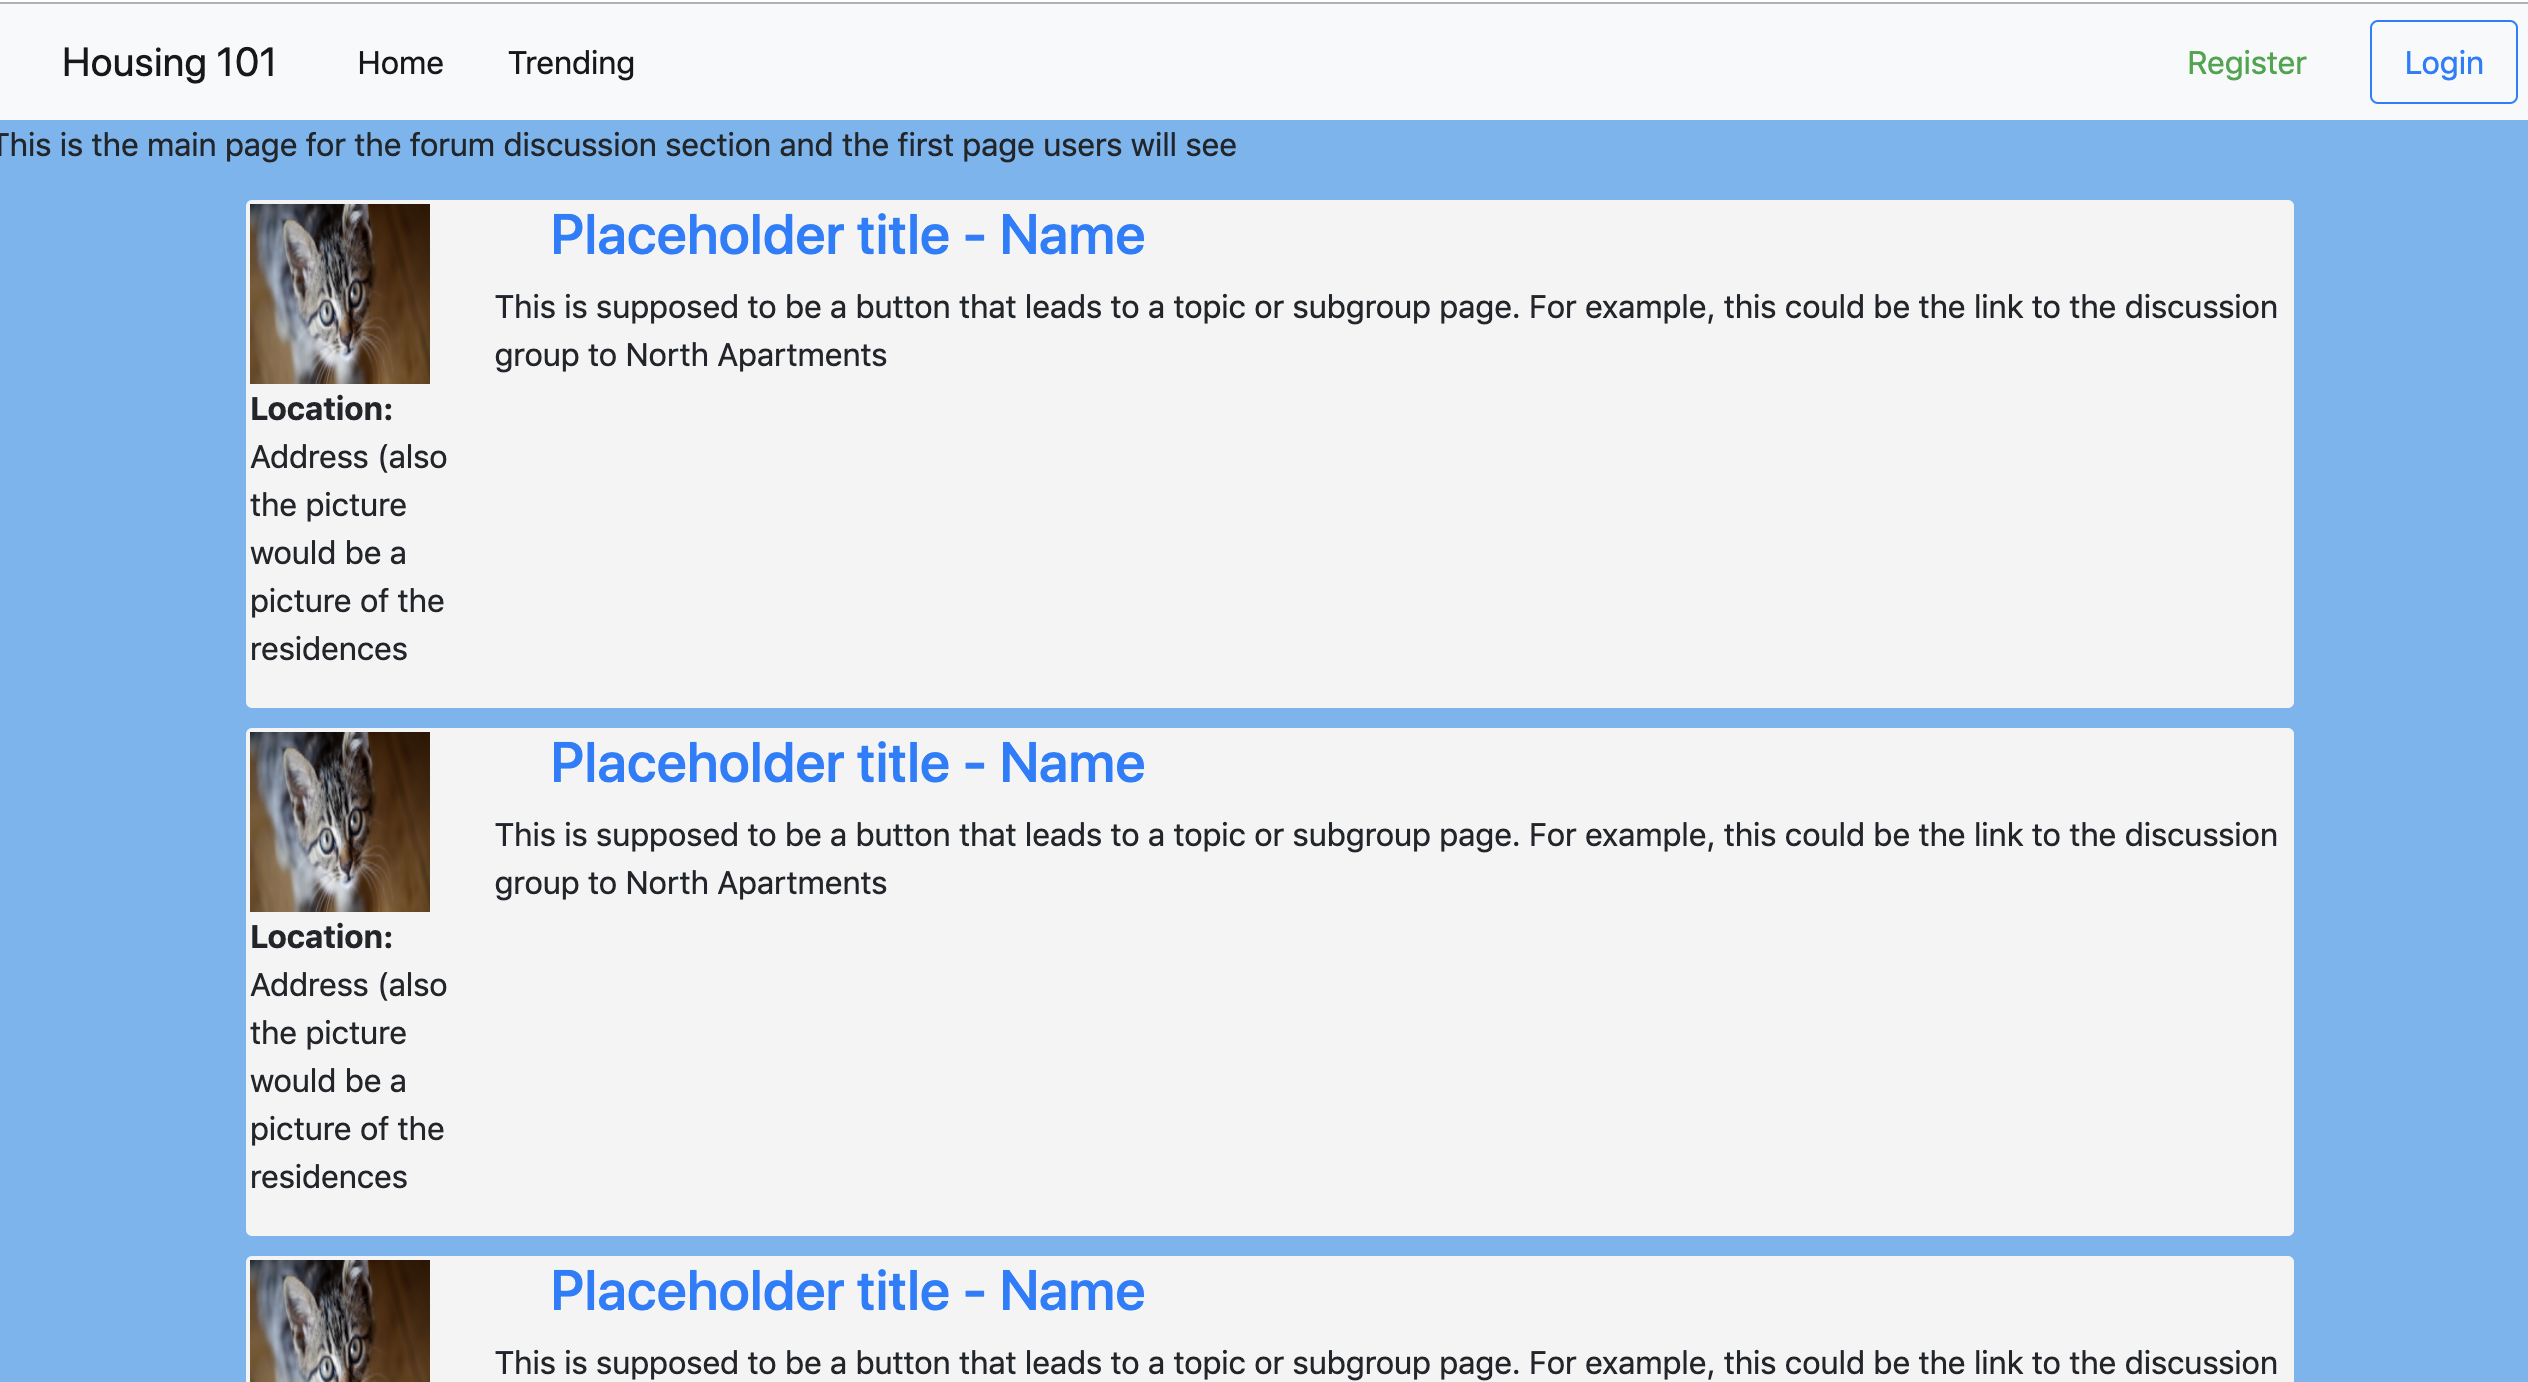 Housing 101 Home Trending Register Login
This is the main page for the forum discussion section and the first page users will see
Placeholder title - Name
This is supposed to be a button that leads to a topic or subgroup page. For example, this could be the link to the discussion
group to North Apartments
Location:
Address (also
the picture
would be a
picture of the
residences
Placeholder title - Name
This is supposed to be a button that leads to a topic or subgroup page. For example, this could be the link to the discussion
group to North Apartments
Location:
Address (also
the picture
would be a
picture of the
residences
Placeholder title - Name
This is supposed to be a button that leads to a topic or subgroup page. For example, this could be the link to the discussion